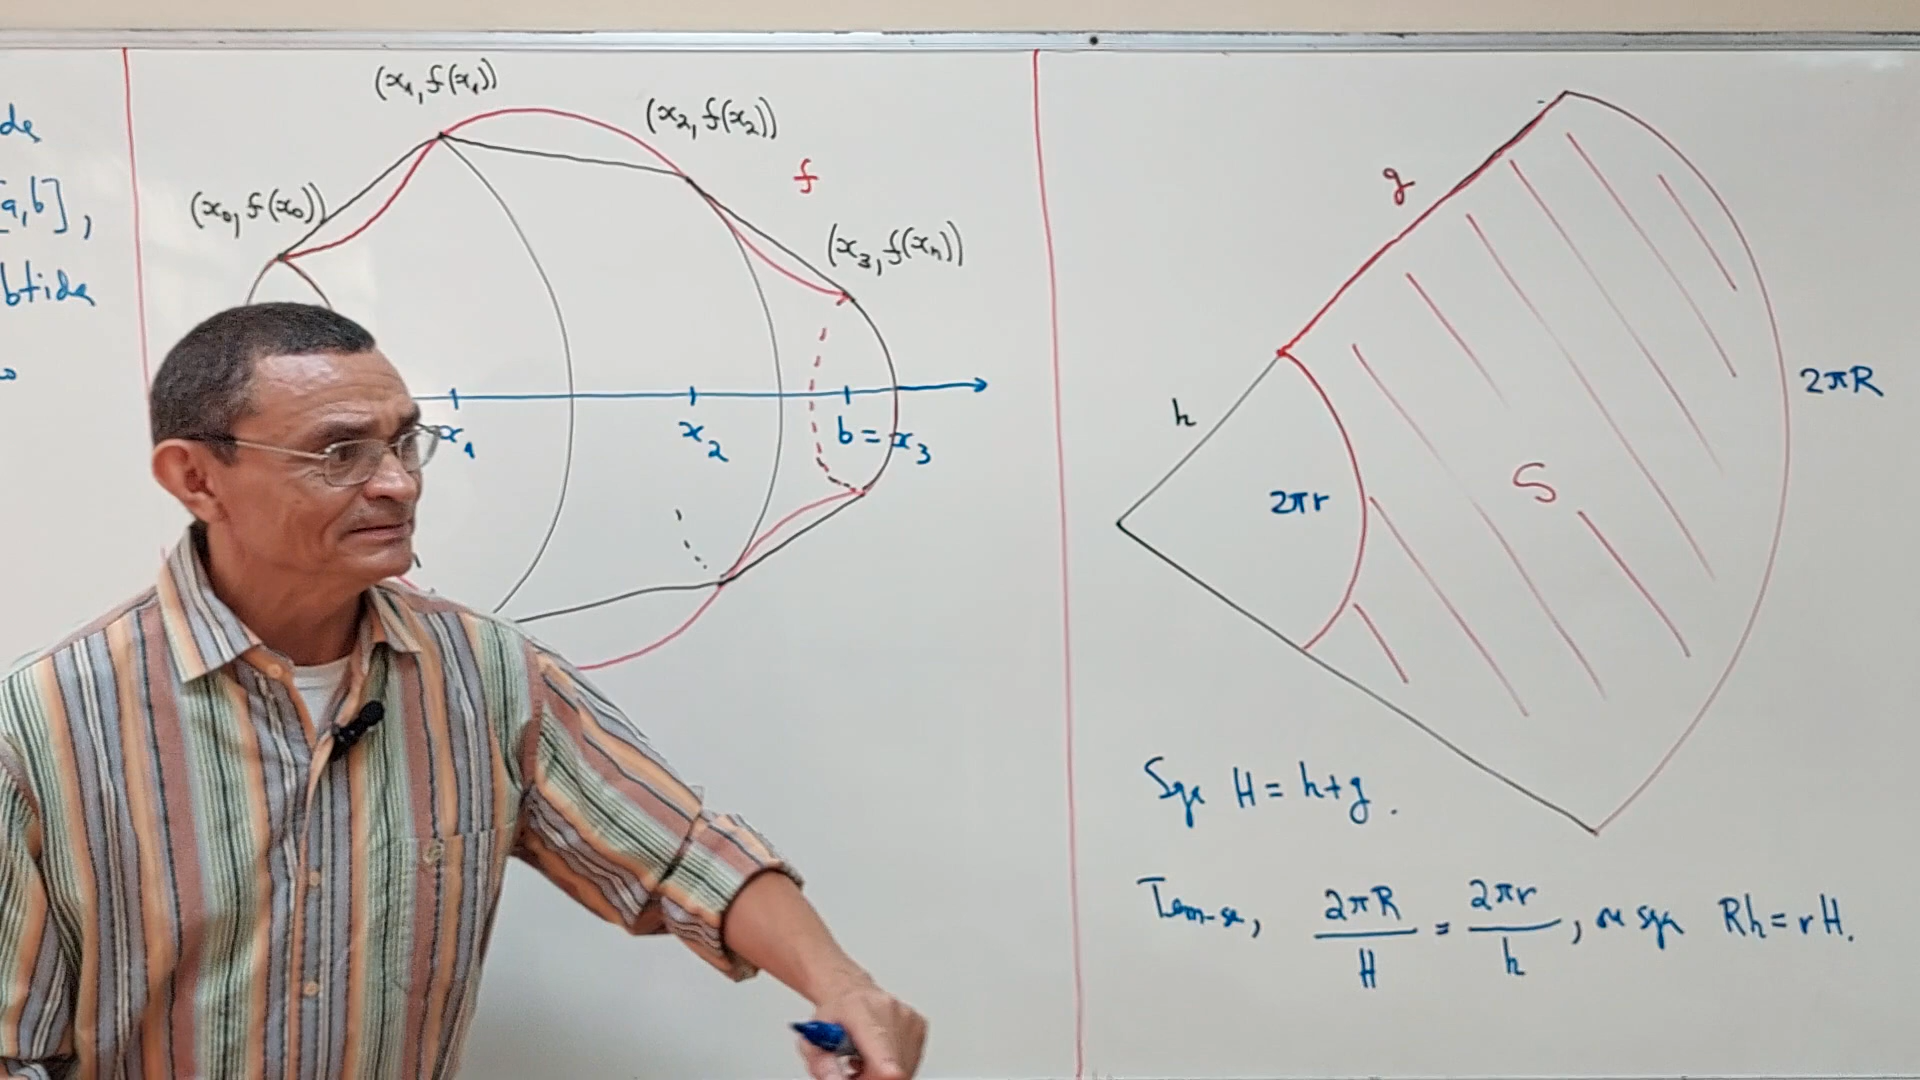 de
[a,b],
btida
(x₁, f(x₁))
(x₂, f(x₂))
f
(x₀, f(x₀))
(x₃, f(xₙ))
x₁
x₂
b = x₃
g
h
2πr
S
2πR
Seja H = h+g.
Tem-se, 2πR/H = 2πr/h, ou seja Rh = rH.